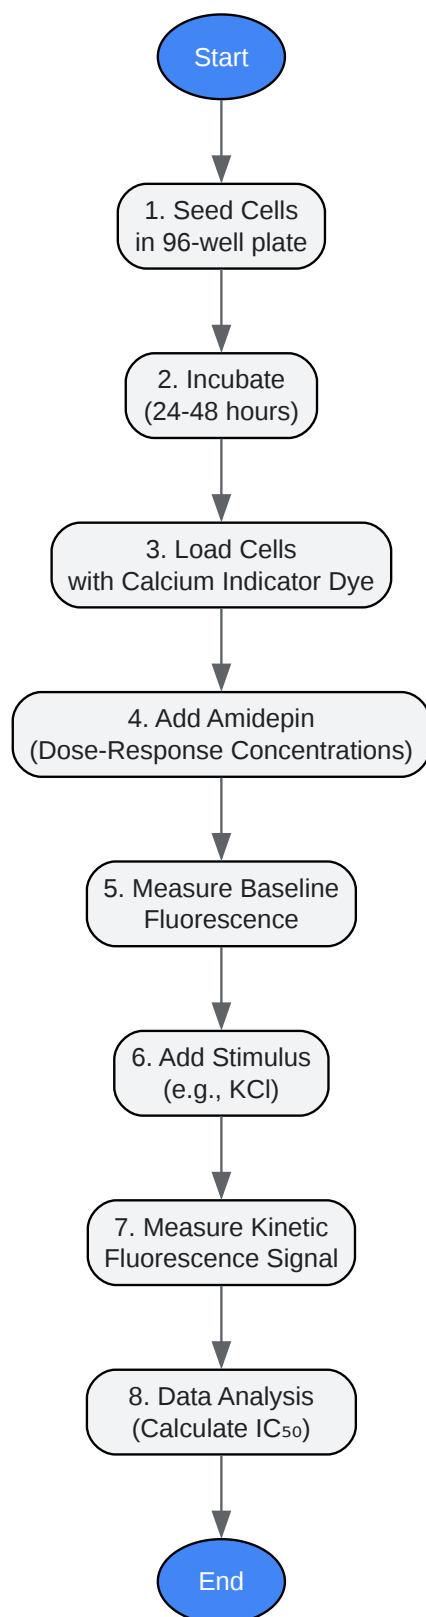 Start
1. Seed Cells
in 96-well plate
2. Incubate
(24-48 hours)
3. Load Cells
with Calcium Indicator Dye
4. Add Amidepin
(Dose-Response Concentrations)
5. Measure Baseline
Fluorescence
6. Add Stimulus
(e.g., KCl)
7. Measure Kinetic
Fluorescence Signal
8. Data Analysis
(Calculate IC₅₀)
End